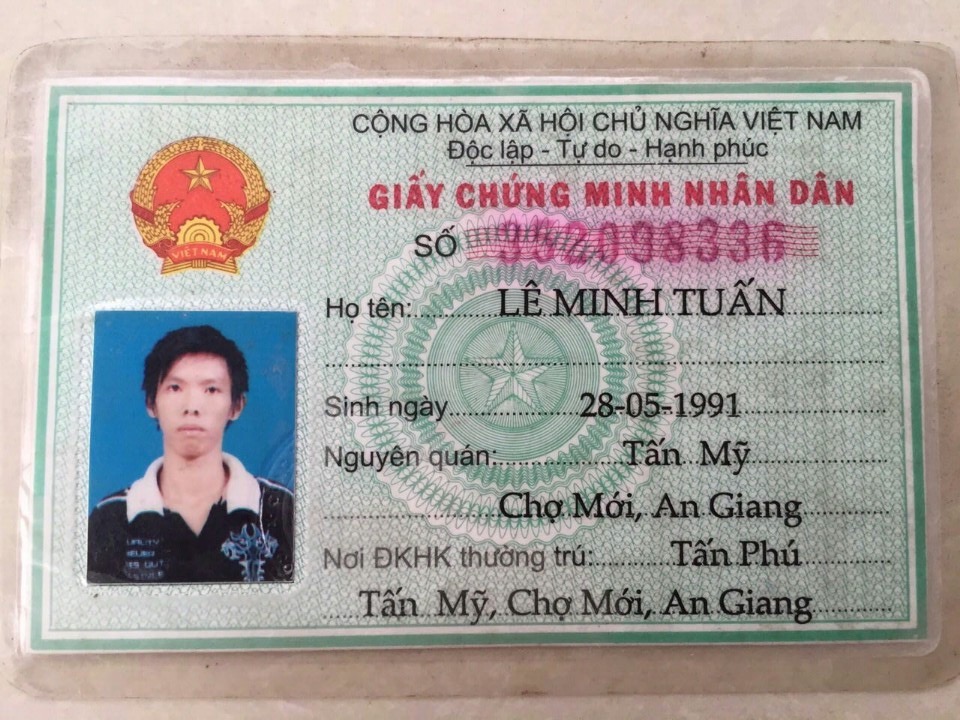 CỘNG HÒA XÃ HỘI CHỦ NGHĨA VIỆT NAM
Độc lập - Tự do - Hạnh phúc
GIẤY CHỨNG MINH NHÂN DÂN
SỐ 352098336
VIỆT NAM
Họ tên: LÊ MINH TUẤN
Sinh ngày 28-05-1991
Nguyên quán: Tấn Mỹ
Chợ Mới, An Giang
Nơi ĐKHK thường trú: Tấn Phú
Tấn Mỹ, Chợ Mới, An Giang